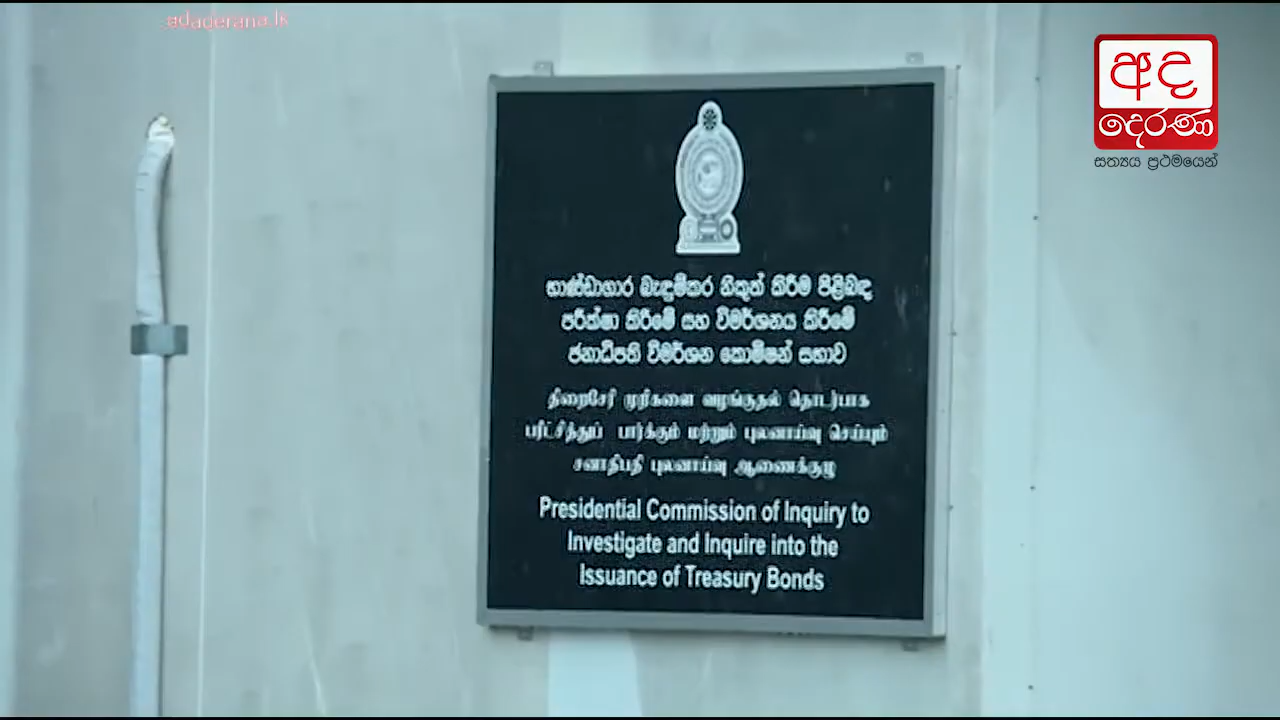 adaderana.lk
අද
දෙරණ
සත්‍යය ප්‍රථමයෙන්
භාණ්ඩාගාර බැඳුම්කර නිකුත් කිරීම පිළිබඳ
පරීක්ෂා කිරීමේ සහ විමර්ශනය කිරීමේ
ජනාධිපති විමර්ශන කොමිෂන් සභාව
திறைசேரி முறிகளை வழங்குதல் தொடர்பாக
பரீட்சித்துப் பார்க்கும் மற்றும் புலனாய்வு செய்யும்
சனாதிபதி புலனாய்வு ஆணைக்குழு
Presidential Commission of Inquiry to
Investigate and Inquire into the
Issuance of Treasury Bonds